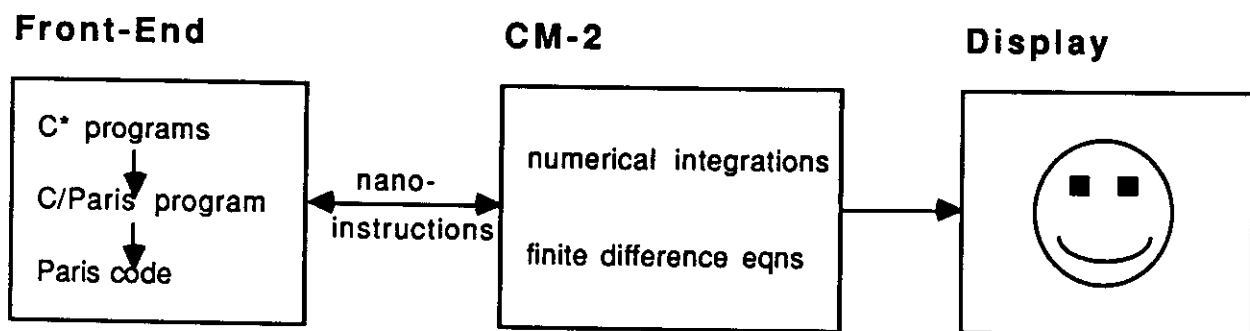 Front-End
CM-2
Display
C* programs
C/Paris program
Paris code
nano-
instructions
numerical integrations
finite difference eqns